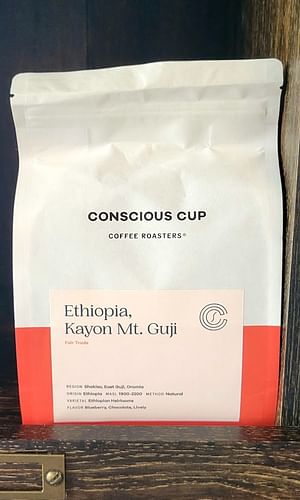 CONSCIOUS CUP
COFFEE ROASTERS®
Ethiopia,
Kayon Mt. Guji
Fair Trade
REGION Shakiso, East Guji, Oromia
ORIGIN Ethiopia MASL 1900-2200 METHOD Natural
VARIETAL Ethiopian Heirloom
FLAVOR Blueberry, Chocolate, Lively